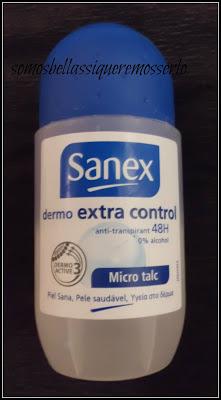 somosbellassiqueremosserlo
Sanex
dermo extra control
anti-transpirant 48H
0% alcohol
DERMO
ACTIVE
3
Micro talc
Piel Sana, Pele saudável, Υγεία στο δέρμα